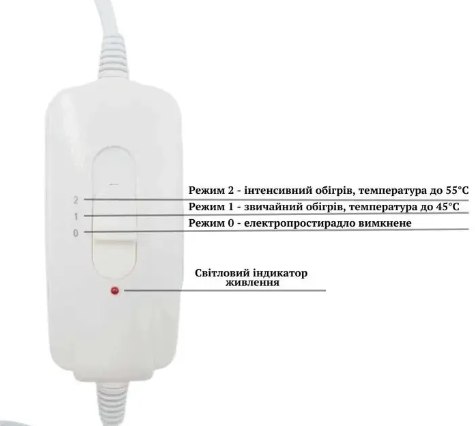 Режим 2 - інтенсивний обігрів, температура до 55°C
2
Режим 1 - звичайний обігрів, температура до 45°C
1
Режим 0 - електропростирадло вимкнене
0
Світловий індикатор
живлення